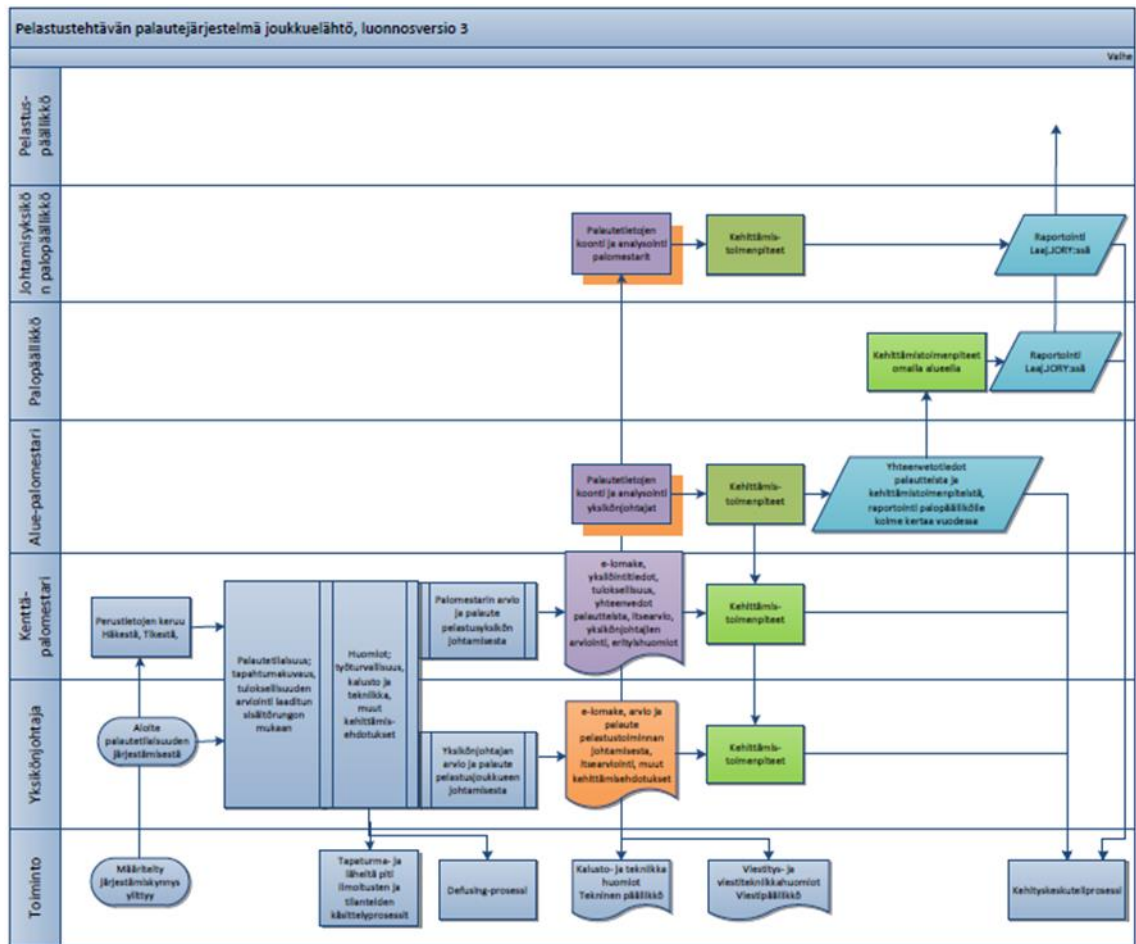 Pelastustehtävän palautejärjestelmä joukkuelähtö, luonnosversio 3
Vaihe
Pelastus-
päällikkö
Johtamisyksikö
n palopäällikkö
Palautetietojen
koonti ja analysointi
palomestarit
Kehittämis-
toimenpiteet
Raportointi
Laaj.JORY:ssä
Palopäällikkö
Kehittämistoimenpiteet
omalla alueella
Raportointi
Laaj.JORY:ssä
Alue-palomestari
Palautetietojen
koonti ja analysointi
yksikönjohtajat
Kehittämis-
toimenpiteet
Yhteenvetotiedot
palautteista ja
kehittämistoimenpiteistä,
raportointi palopäällikölle
kolme kertaa vuodessa
Kenttä-
palomestari
Perustietojen keruu
Häkestä, Tikestä,
Palautetilaisuus;
tapahtumakuvaus,
tuloksellisuuden
arviointi laaditun
sisältörungon
mukaan
Huomiot;
työturvallisuus,
kalusto ja
tekniikka,
muut
kehittämis-
ehdotukset
Palomestarin arvio
ja palaute
pelastusyksikön
johtamisesta
e-lomake,
yksilöintitiedot,
tuloksellisuus,
yhteenvedot
palautteista, itsearvio,
yksikönjohtajien
arviointi, erityishuomiot
Kehittämis-
toimenpiteet
Yksikönjohtaja
Aloite
palautetilaisuuden
järjestämisestä
Yksikönjohtajan
arvio ja palaute
pelastusjoukkueen
johtamisesta
e-lomake, arvio ja
palaute
pelastustoiminnan
johtamisesta,
itsearviointi, muut
kehittämisehdotukset
Kehittämis-
toimenpiteet
Toiminto
Määritelty
järjestämiskynnys
ylittyy
Tapaturma- ja
läheltä piti
ilmoitusten ja
tilanteiden
käsittelyprosessit
Defusing-prosessi
Kalusto- ja tekniikka
huomiot
Tekninen päällikkö
Viestitys- ja
viestitekniikkahuomiot
Viestipäällikkö
Kehityskeskusteluprosessi